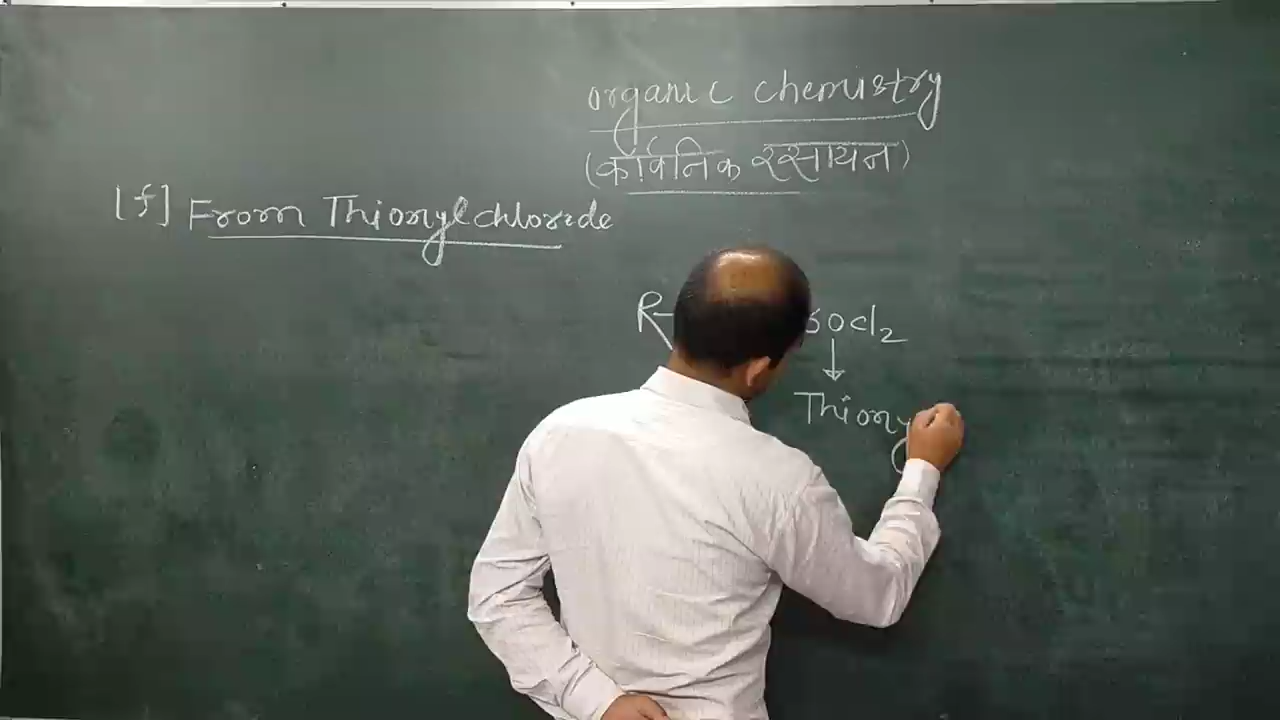 organic chemistry
(कार्बनिक रसायन)
[f] From Thionylchloride
R- SOCl2
Thiony